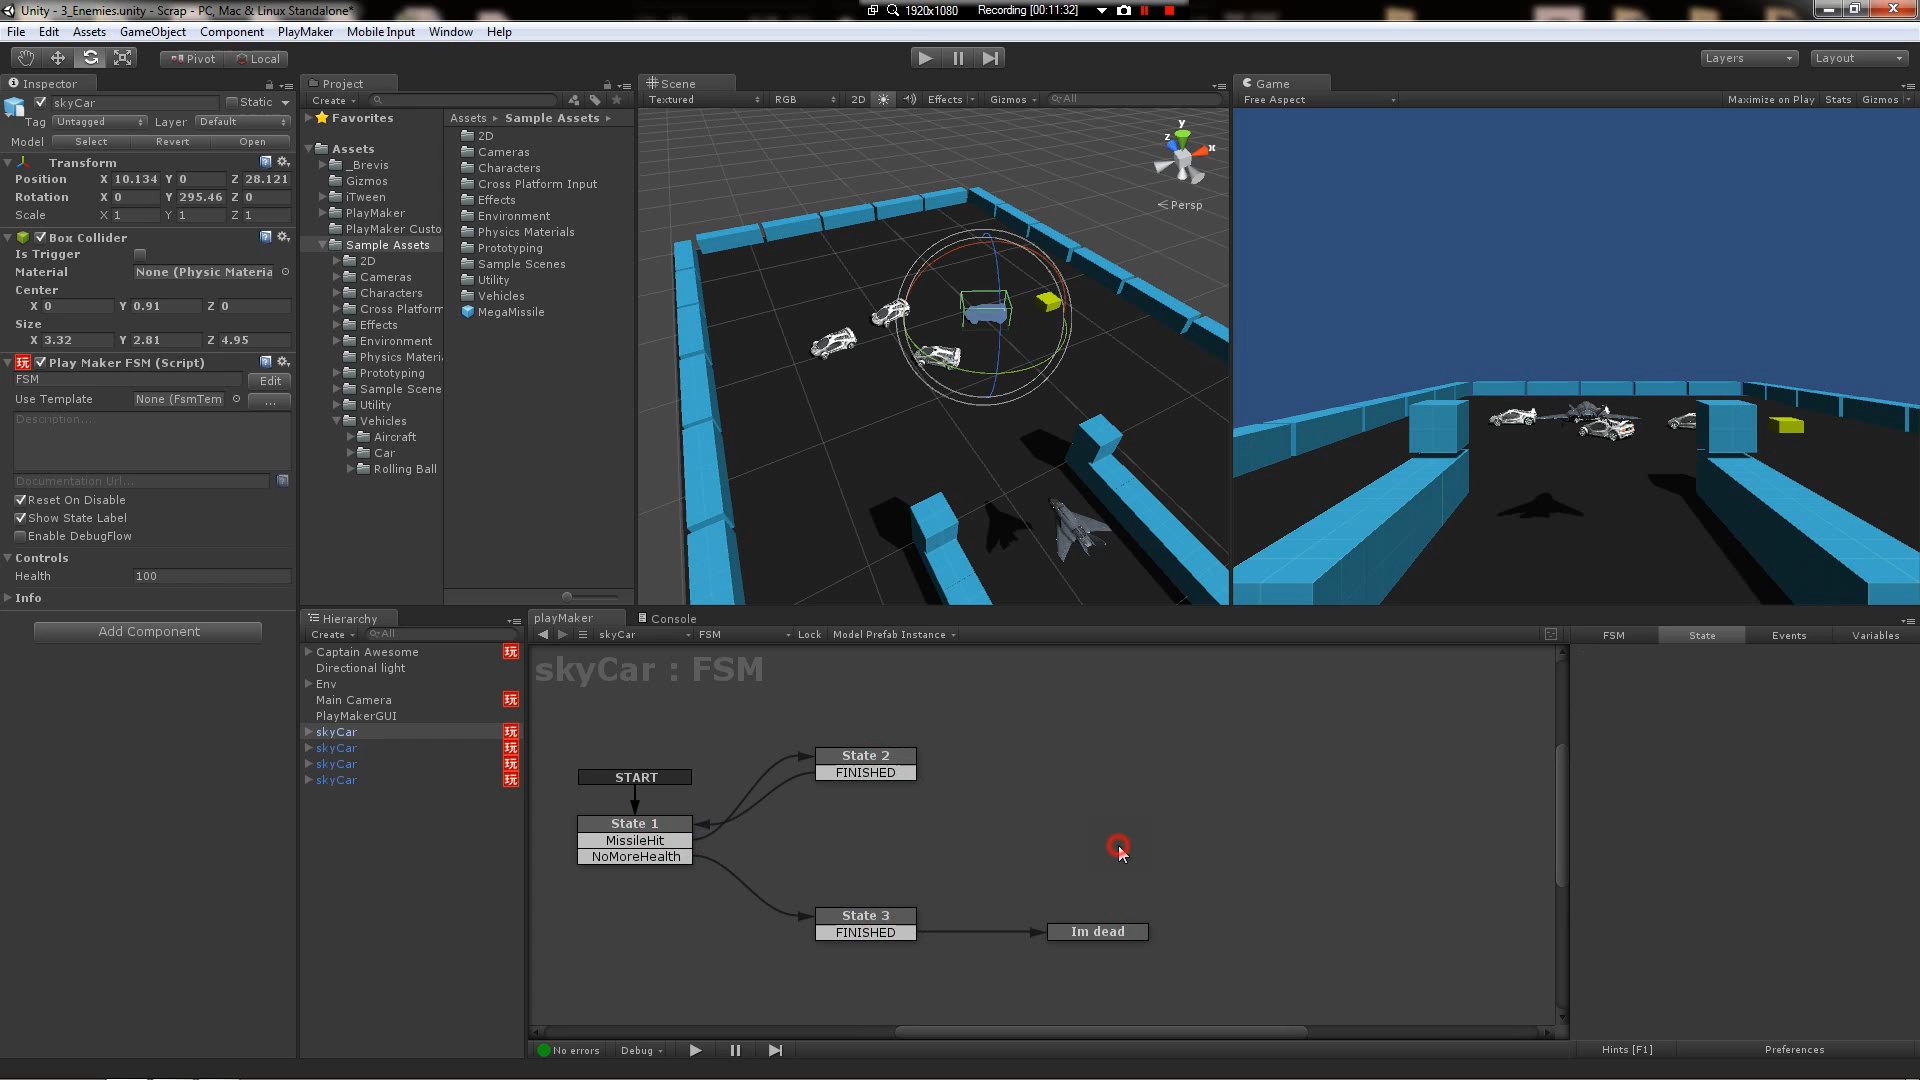 Unity - 3_Enemies.unity - Scrap - PC, Mac & Linux Standalone*
1920x1080 Recording [00:11:32]
File Edit Assets GameObject Component PlayMaker Mobile Input Window Help
Pivot Local
Layers Layout
Inspector
skyCar Static
Tag Untagged Layer Default
Model Select Revert Open
Transform
Position X 10.134 Y 0 Z 28.121
Rotation X 0 Y 295.46 Z 0
Scale X 1 Y 1 Z 1
Box Collider
Is Trigger
Material None (Physic Materia
Center
X 0 Y 0.91 Z 0
Size
X 3.32 Y 2.81 Z 4.95
玩 Play Maker FSM (Script)
FSM Edit
Use Template None (FsmTem ...
Description...
Documentation Url...
Reset On Disable
Show State Label
Enable DebugFlow
Controls
Health 100
Info
Add Component
Project
Create
Favorites
Assets
_Brevis
Gizmos
iTween
PlayMaker
PlayMaker Custo
Sample Assets
2D
Cameras
Characters
Cross Platform
Effects
Environment
Physics Materi
Prototyping
Sample Scene
Utility
Vehicles
Aircraft
Car
Rolling Ball
Assets Sample Assets
2D
Cameras
Characters
Cross Platform Input
Effects
Environment
Physics Materials
Prototyping
Sample Scenes
Utility
Vehicles
MegaMissile
Scene
Textured RGB 2D Effects Gizmos All
y
z
x
Persp
Game
Free Aspect Maximize on Play Stats Gizmos
Hierarchy
Create All
Captain Awesome 玩
Directional light
Env
Main Camera 玩
PlayMakerGUI
skyCar 玩
skyCar 玩
skyCar 玩
skyCar 玩
playMaker Console
skyCar FSM Lock Model Prefab Instance
skyCar : FSM
START
State 1
MissileHit
NoMoreHealth
State 2
FINISHED
State 3
FINISHED
Im dead
No errors Debug
FSM State Events Variables
Hints [F1] Preferences